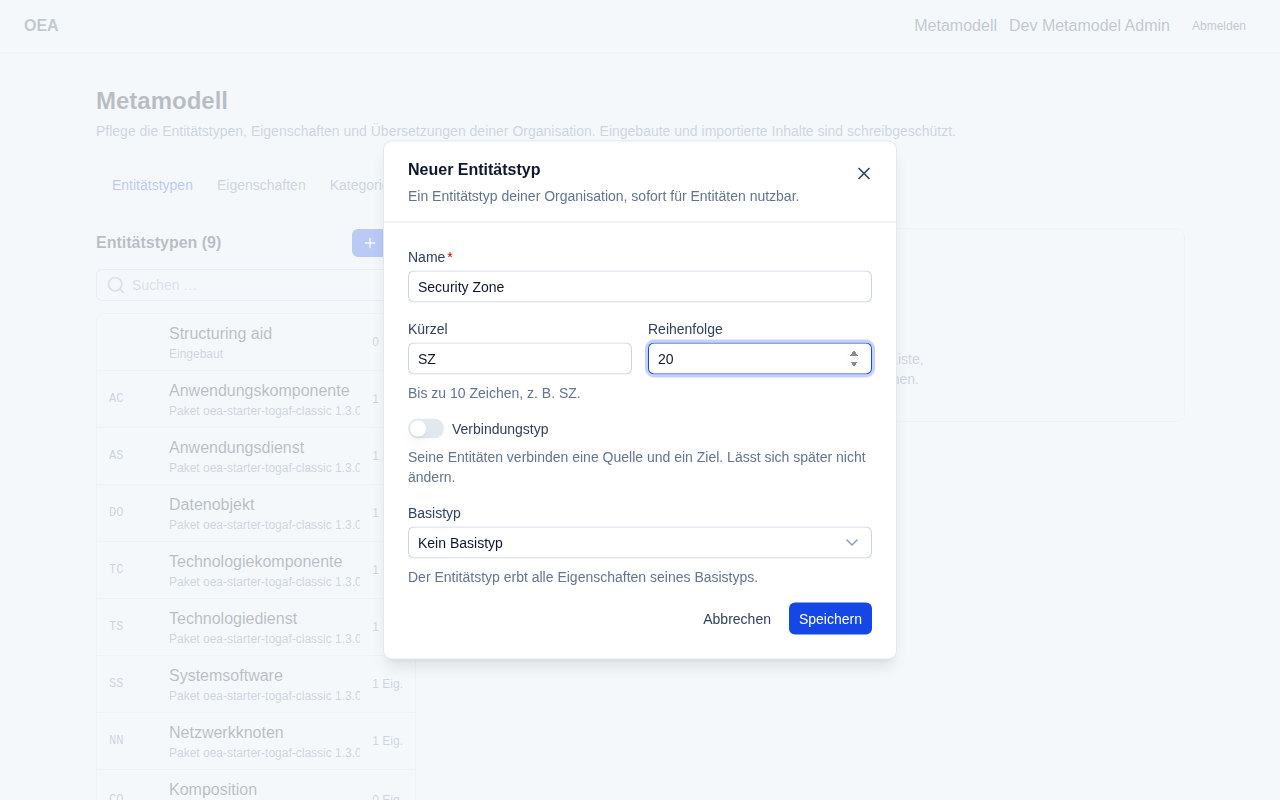 OEA
Metamodell Dev Metamodel Admin Abmelden
Metamodell
Pflege die Entitätstypen, Eigenschaften und Übersetzungen deiner Organisation. Eingebaute und importierte Inhalte sind schreibgeschützt.
Entitätstypen Eigenschaften
Entitätstypen (9)
Suchen ...
Structuring aid
Eingebaut
0
AC Anwendungskomponente
Paket oea-starter-togaf-classic 1.3.0
1
AS Anwendungsdienst
Paket oea-starter-togaf-classic 1.3.0
1
DO Datenobjekt
Paket oea-starter-togaf-classic 1.3.0
1
TC Technologiekomponente
Paket oea-starter-togaf-classic 1.3.0
1
TS Technologiedienst
Paket oea-starter-togaf-classic 1.3.0
1
SS Systemsoftware
Paket oea-starter-togaf-classic 1.3.0
1 Eig.
NN Netzwerkknoten
Paket oea-starter-togaf-classic 1.3.0
1 Eig.
CO Komposition
0 Eig.
Neuer Entitätstyp
Ein Entitätstyp deiner Organisation, sofort für Entitäten nutzbar.
Name*
Security Zone
Kürzel Reihenfolge
SZ 20
Bis zu 10 Zeichen, z. B. SZ.
Verbindungstyp
Seine Entitäten verbinden eine Quelle und ein Ziel. Lässt sich später nicht
ändern.
Basistyp
Kein Basistyp
Der Entitätstyp erbt alle Eigenschaften seines Basistyps.
Abbrechen Speichern